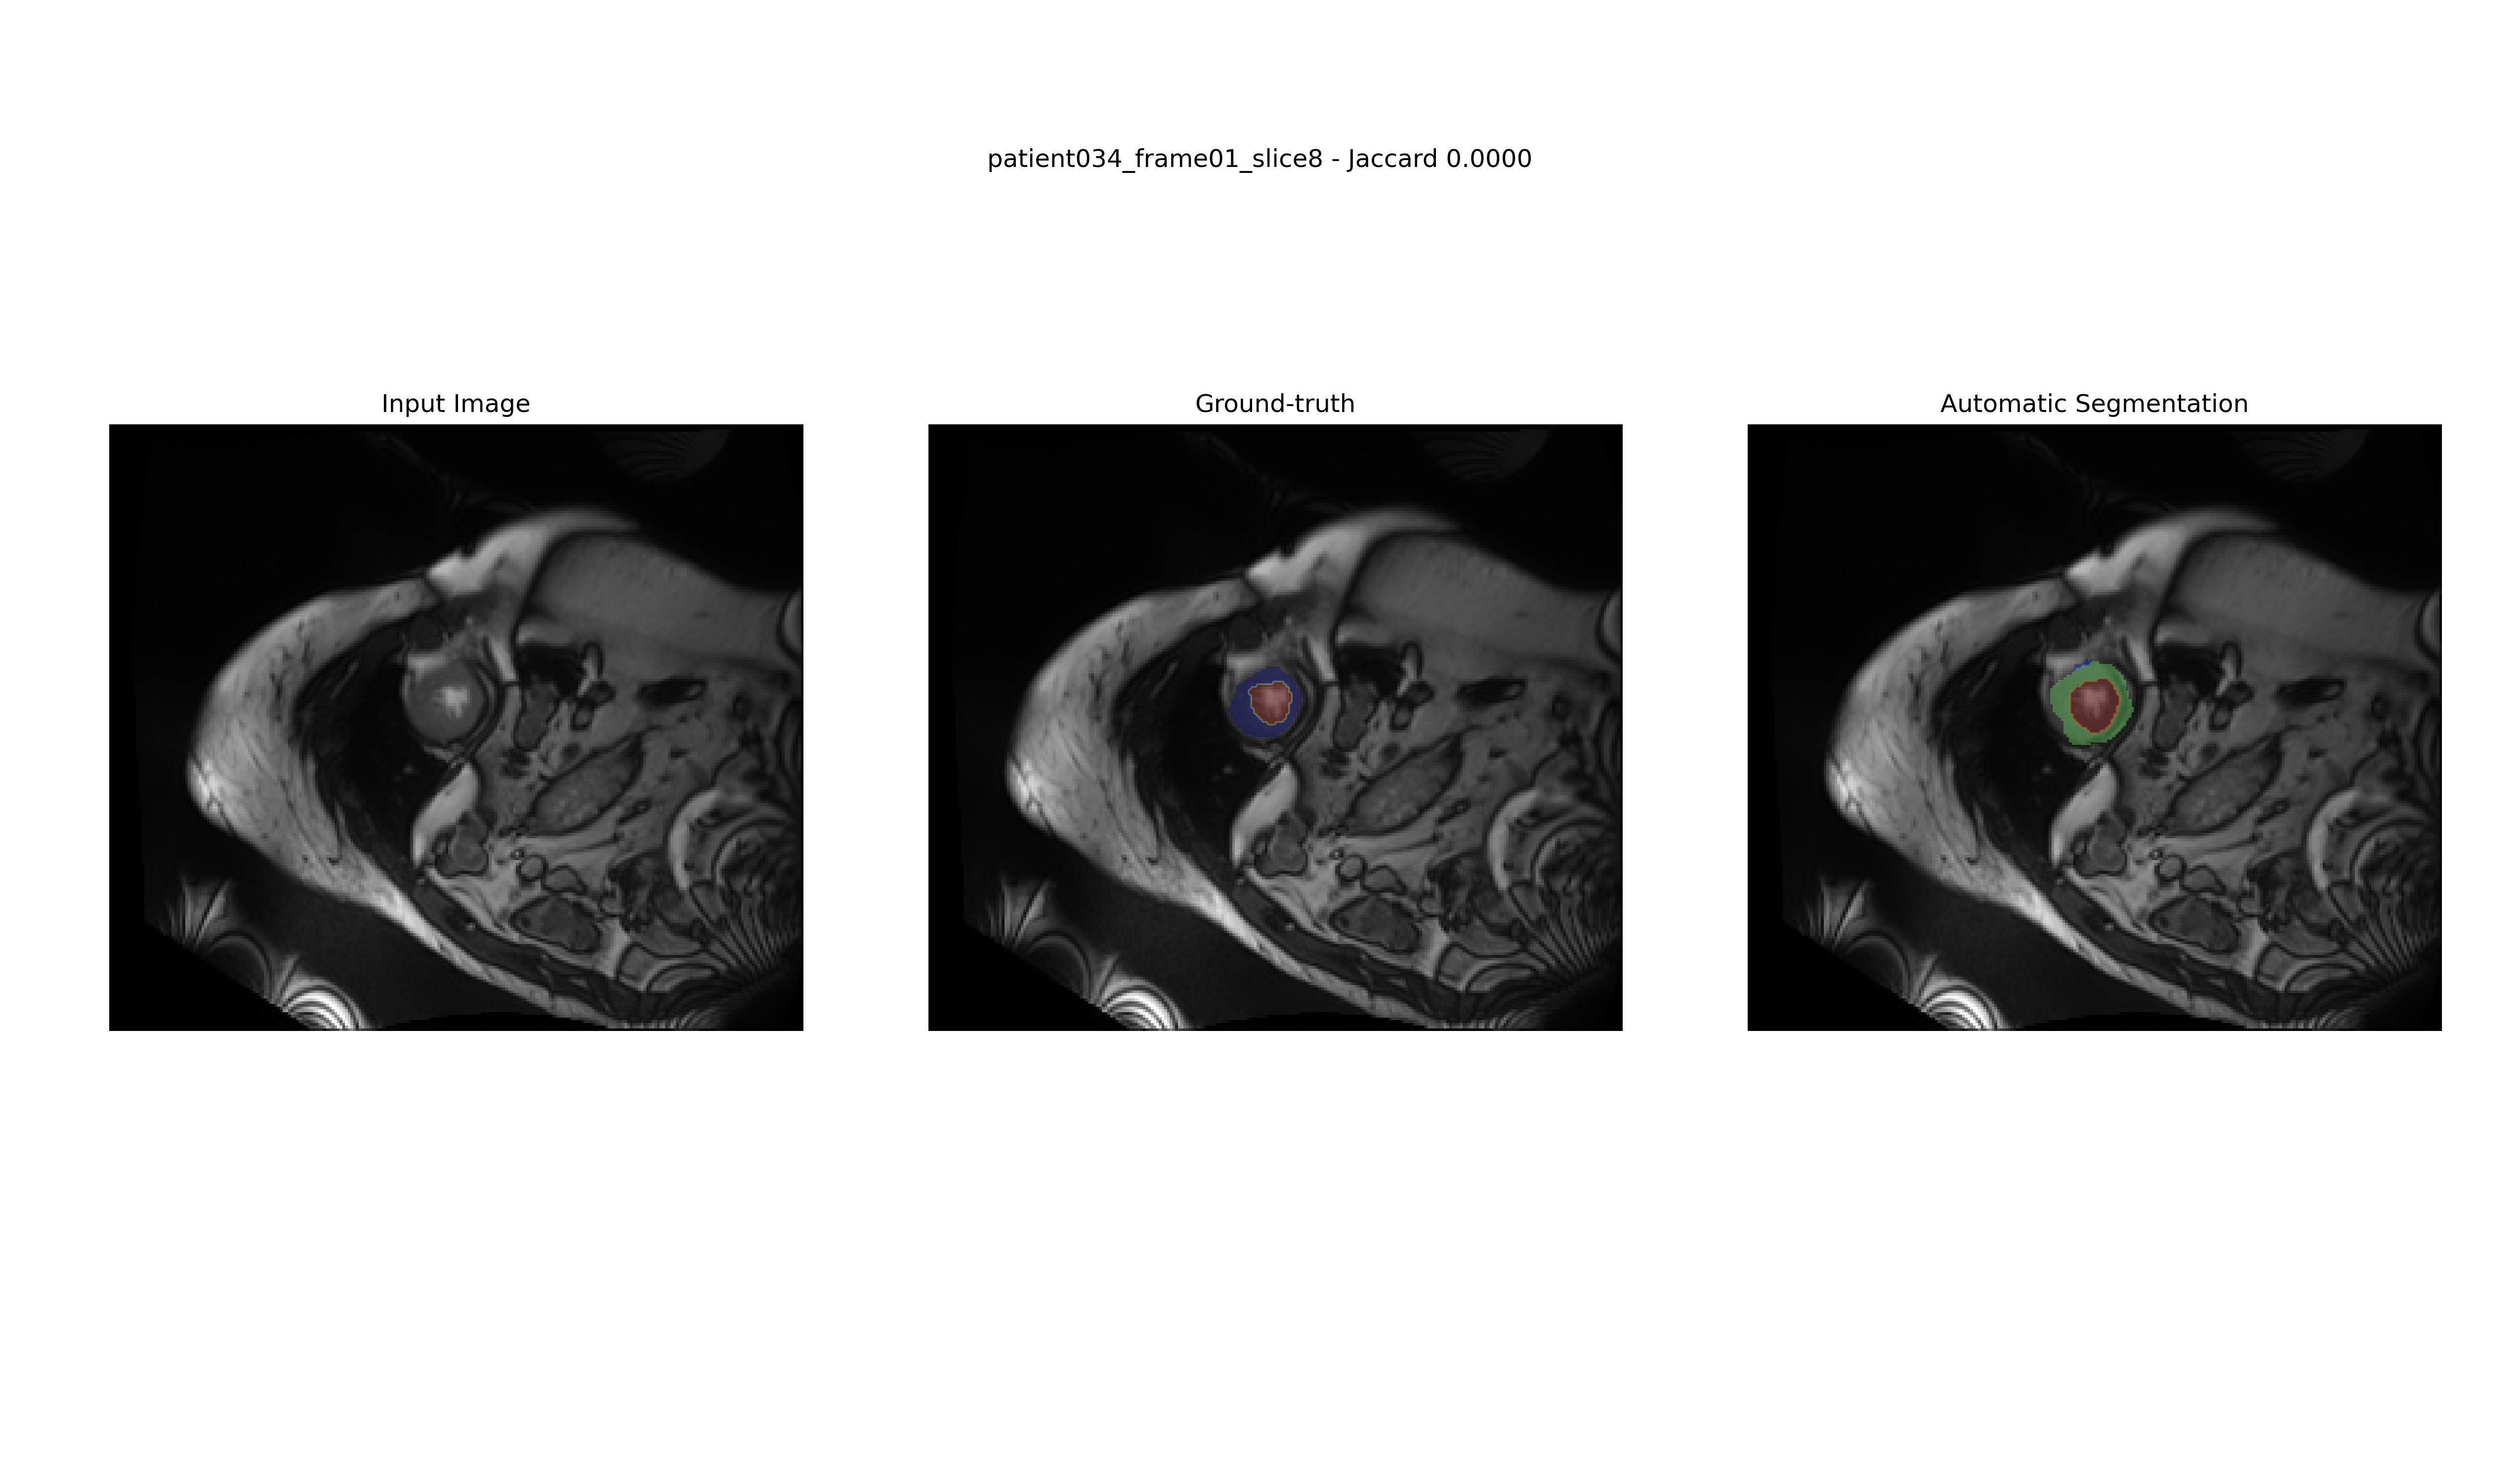 patient034_frame01_slice8 - Jaccard 0.0000
Input Image
Ground-truth
Automatic Segmentation